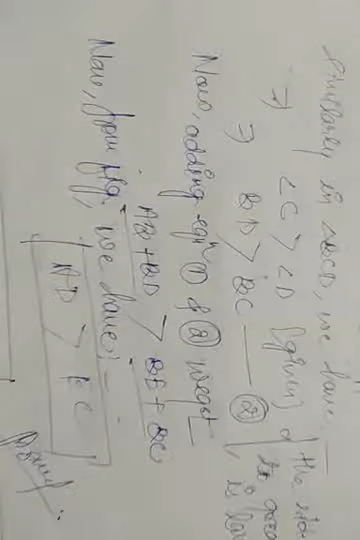 Similarly in △BCD, we have
⇒ ∠C > ∠D [given]
⇒ BD > BC — ②
Now, adding eqn ① & ② we get
AB + BD > BE + BC
Now, from fig, we have:-
AD > EC
Proved.